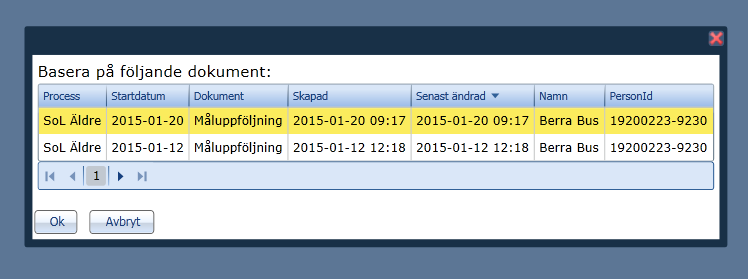 Basera på följande dokument:
Process Startdatum Dokument Skapad Senast ändrad Namn PersonId
SoL Äldre 2015-01-20 Måluppföljning 2015-01-20 09:17 2015-01-20 09:17 Berra Bus 19200223-9230
SoL Äldre 2015-01-12 Måluppföljning 2015-01-12 12:18 2015-01-12 12:18 Berra Bus 19200223-9230
1
Ok Avbryt